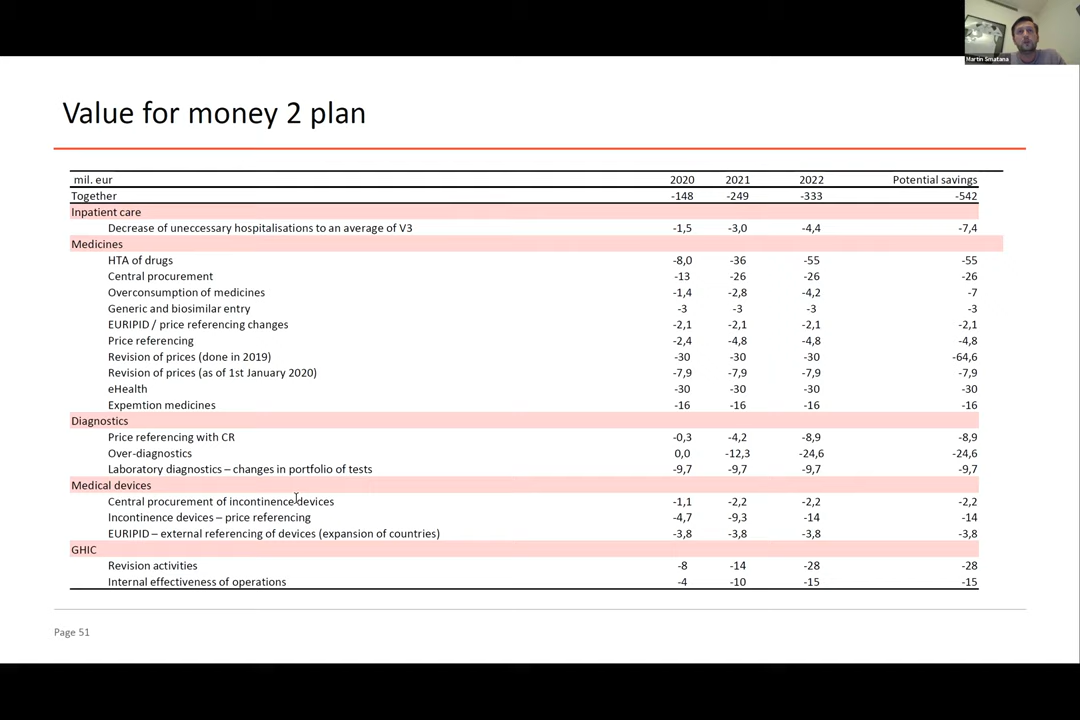 Martin Smatana
Value for money 2 plan
mil. eur 2020 2021 2022 Potential savings
Together -148 -249 -333 -542
Inpatient care
Decrease of uneccessary hospitalisations to an average of V3 -1,5 -3,0 -4,4 -7,4
Medicines
HTA of drugs -8,0 -36 -55 -55
Central procurement -13 -26 -26 -26
Overconsumption of medicines -1,4 -2,8 -4,2 -7
Generic and biosimilar entry -3 -3 -3 -3
EURIPID / price referencing changes -2,1 -2,1 -2,1 -2,1
Price referencing -2,4 -4,8 -4,8 -4,8
Revision of prices (done in 2019) -30 -30 -30 -64,6
Revision of prices (as of 1st January 2020) -7,9 -7,9 -7,9 -7,9
eHealth -30 -30 -30 -30
Expemtion medicines -16 -16 -16 -16
Diagnostics
Price referencing with CR -0,3 -4,2 -8,9 -8,9
Over-diagnostics 0,0 -12,3 -24,6 -24,6
Laboratory diagnostics – changes in portfolio of tests -9,7 -9,7 -9,7 -9,7
Medical devices
Central procurement of incontinence devices -1,1 -2,2 -2,2 -2,2
Incontinence devices – price referencing -4,7 -9,3 -14 -14
EURIPID – external referencing of devices (expansion of countries) -3,8 -3,8 -3,8 -3,8
GHIC
Revision activities -8 -14 -28 -28
Internal effectiveness of operations -4 -10 -15 -15
Page 51